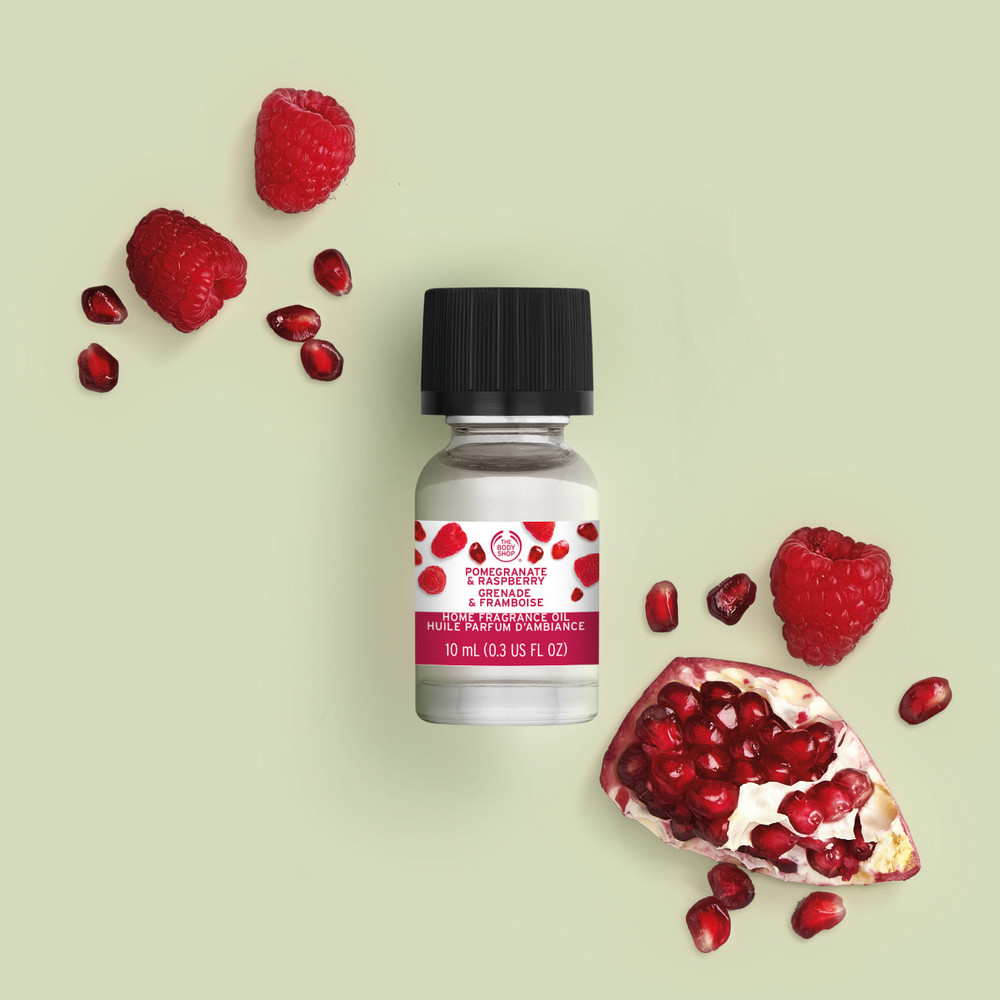 THE
BODY
SHOP
®
POMEGRANATE
& RASPBERRY
GRENADE
& FRAMBOISE
HOME FRAGRANCE OIL
HUILE PARFUM D'AMBIANCE
10 mL (0.3 US FL OZ)